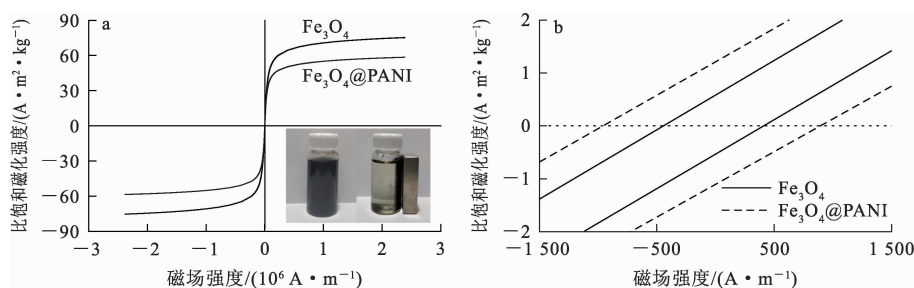 a
Fe₃O₄
Fe₃O₄@PANI
90
60
30
0
−30
−60
−90
−3
−2
−1
0
1
2
3
比饱和磁化强度/(A·m²·kg⁻¹)
磁场强度/(10⁶ A·m⁻¹)
b
2
1
0
−1
−2
−1 500
−500
500
1 500
Fe₃O₄
Fe₃O₄@PANI
比饱和磁化强度/(A·m²·kg⁻¹)
磁场强度/(A·m⁻¹)